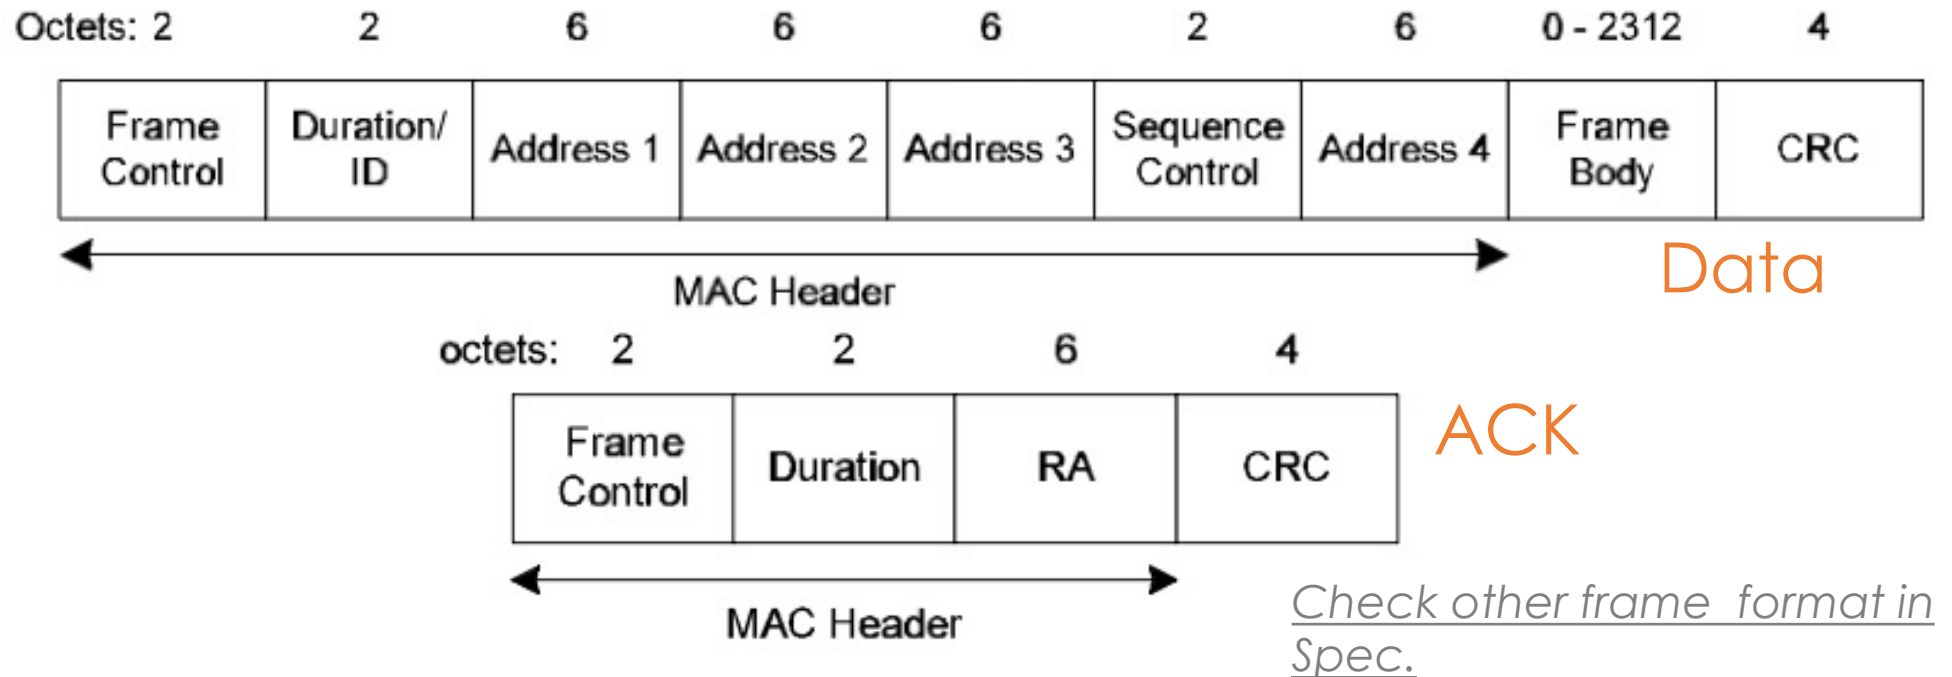 Octets: 2 2 6 6 6 2 6 0 - 2312 4
Frame Control Duration/ ID Address 1 Address 2 Address 3 Sequence Control Address 4 Frame Body CRC
MAC Header
Data
octets: 2 2 6 4
Frame Control Duration RA CRC
ACK
MAC Header
Check other frame format in
Spec.